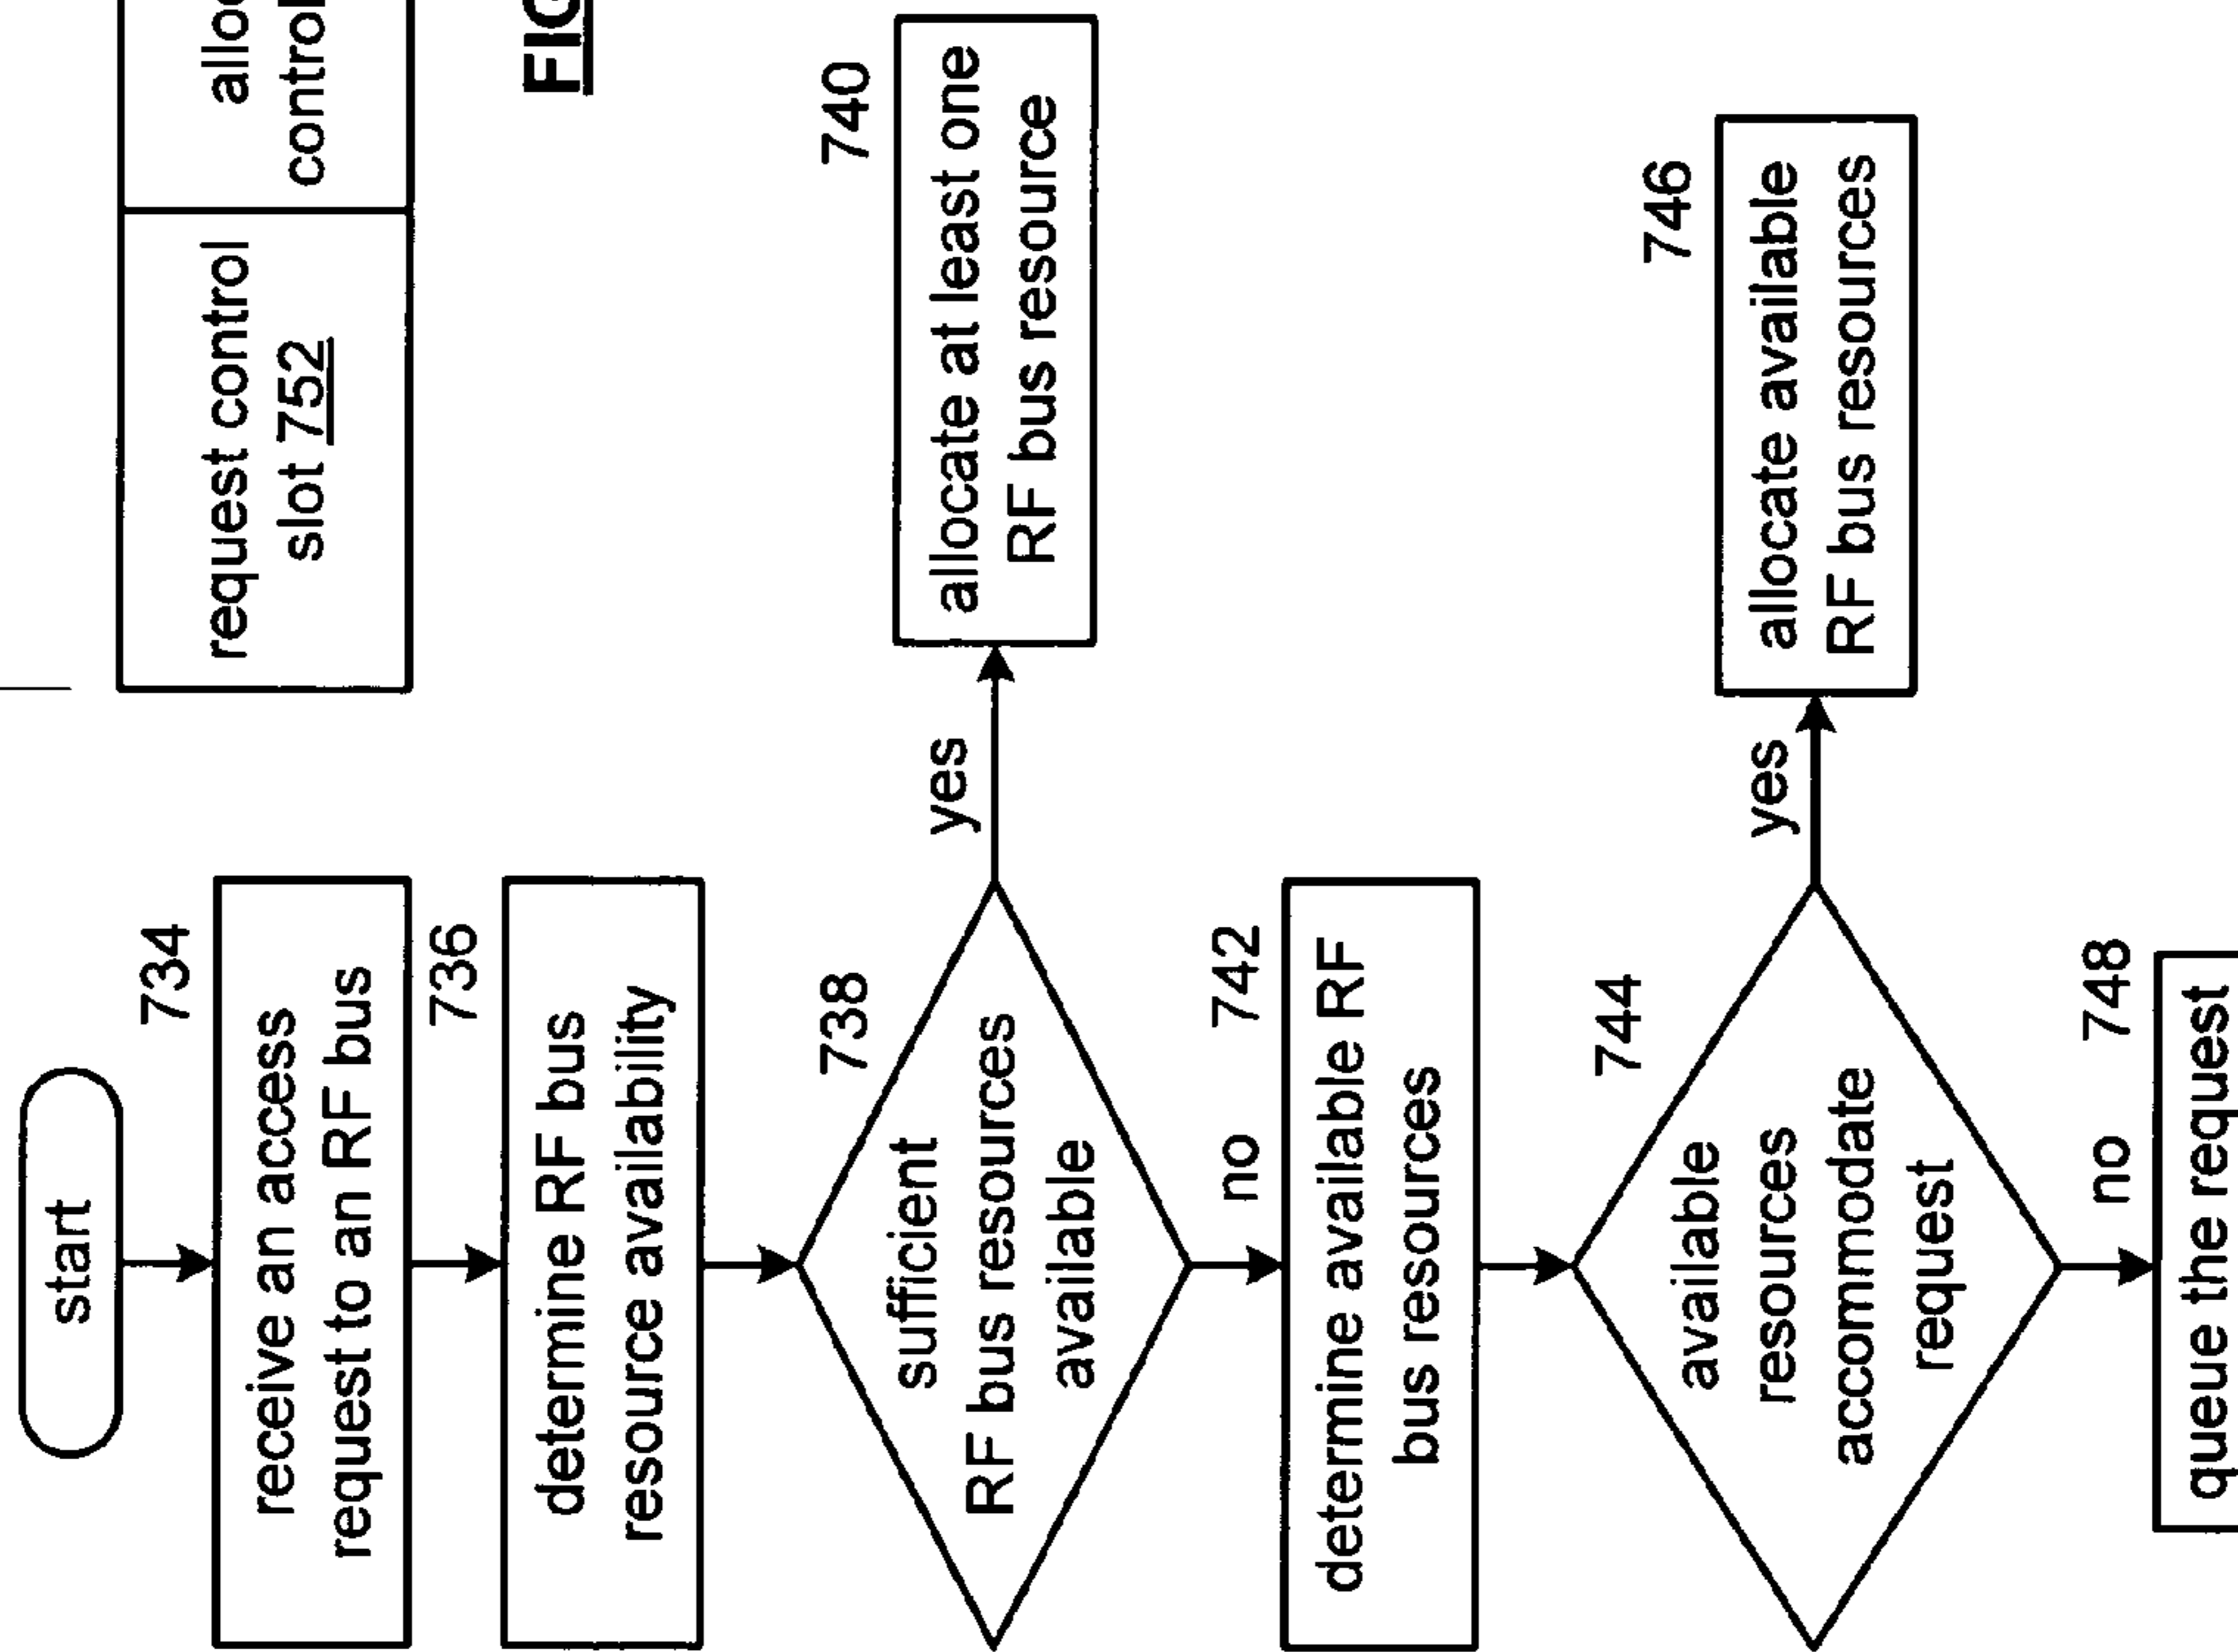 start
734
receive an access
request to an RF bus
736
determine RF bus
resource availability
738
sufficient
RF bus resources
available
yes
740
allocate at least one
RF bus resource
no
742
determine available RF
bus resources
744
available
resources
accommodate
request
yes
746
allocate available
RF bus resources
no
748
queue the request
request control
slot 752
control